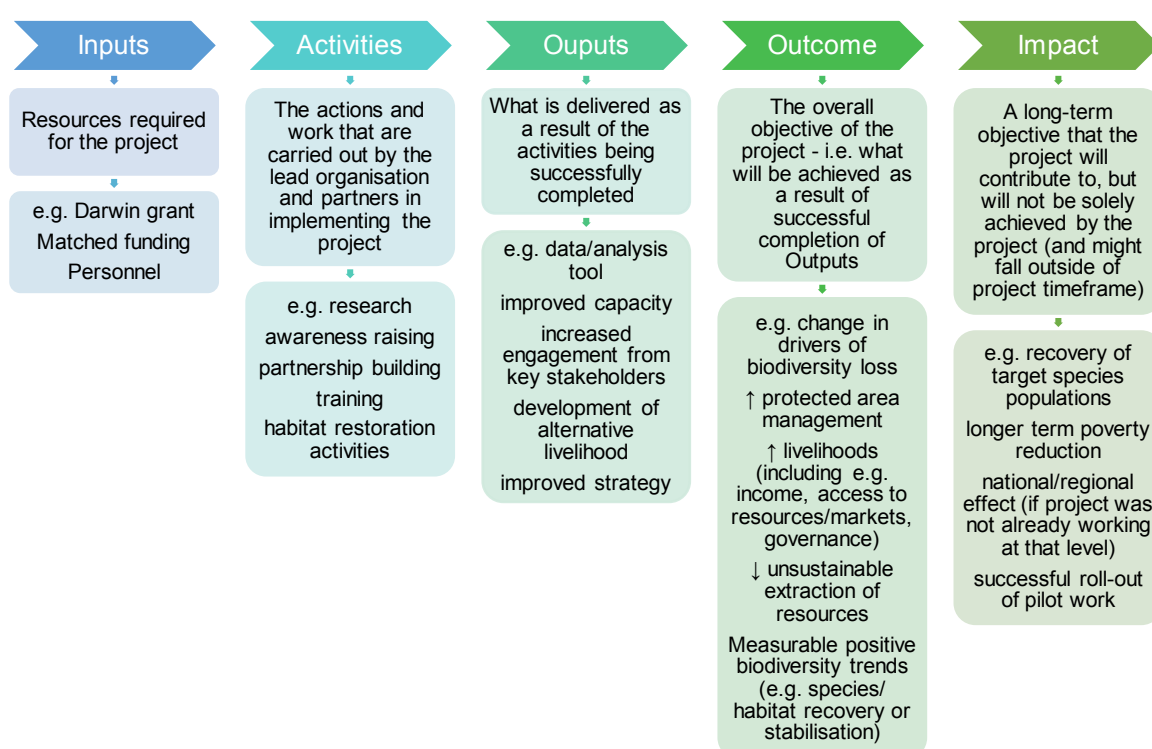 Inputs
Resources required
for the project
e.g. Darwin grant
Matched funding
Personnel
Activities
The actions and
work that are
carried out by the
lead organisation
and partners in
implementing the
project
e.g. research
awareness raising
partnership building
training
habitat restoration
activities
Ouputs
What is delivered as
a result of the
activities being
successfully
completed
e.g. data/analysis
tool
improved capacity
increased
engagement from
key stakeholders
development of
alternative
livelihood
improved strategy
Outcome
The overall
objective of the
project - i.e. what
will be achieved as
a result of
successful
completion of
Outputs
e.g. change in
drivers of
biodiversity loss
↑ protected area
management
↑ livelihoods
(including e.g.
income, access to
resources/markets,
governance)
↓ unsustainable
extraction of
resources
Measurable positive
biodiversity trends
(e.g. species/
habitat recovery or
stabilisation)
Impact
A long-term
objective that the
project will
contribute to, but
will not be solely
achieved by the
project (and might
fall outside of
project timeframe)
e.g. recovery of
target species
populations
longer term poverty
reduction
national/regional
effect (if project was
not already working
at that level)
successful roll-out
of pilot work